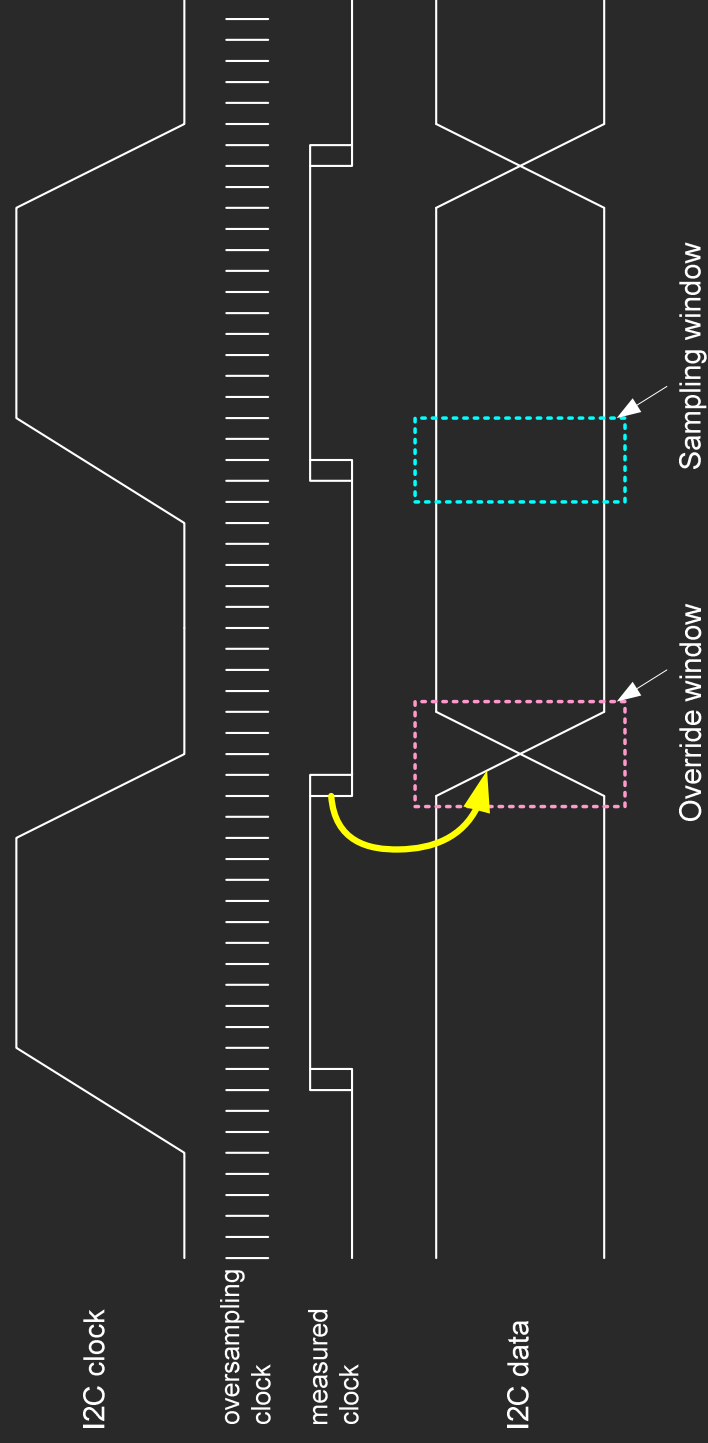 I2C clock
oversampling
clock
measured
clock
I2C data
Override window
Sampling window